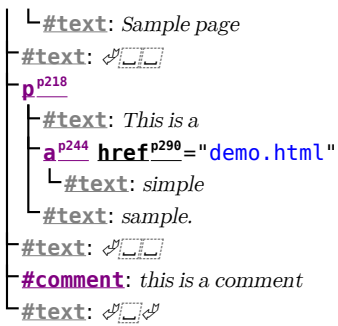 #text: Sample page
#text: ⏎␣␣
p p218
#text: This is a
a p244 href p290="demo.html"
#text: simple
#text: sample.
#text: ⏎␣␣
#comment: this is a comment
#text: ⏎␣⏎